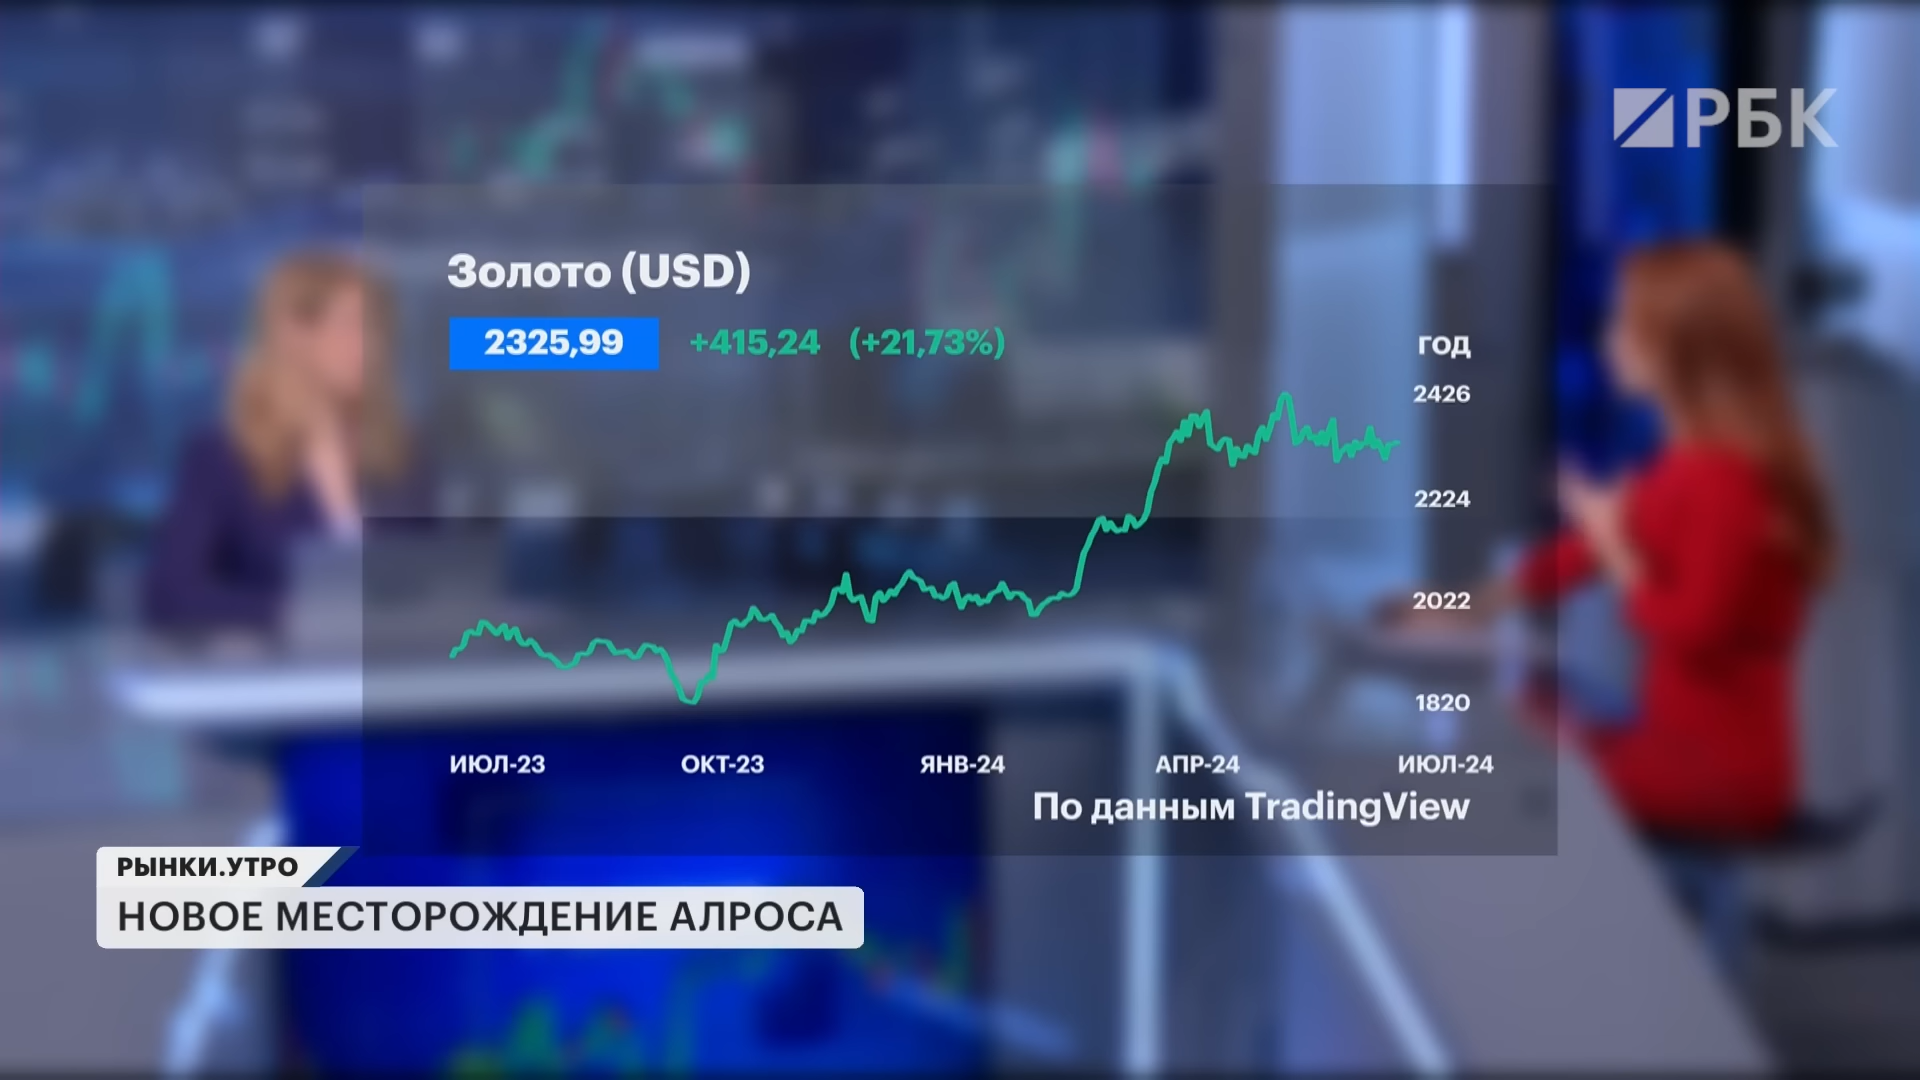 РБК
Золото (USD)
2325,99 +415,24 (+21,73%)
ГОД
2426
2224
2022
1820
ИЮЛ-23 ОКТ-23 ЯНВ-24 АПР-24 ИЮЛ-24
По данным TradingView
РЫНКИ.УТРО
НОВОЕ МЕСТОРОЖДЕНИЕ АЛРОСА